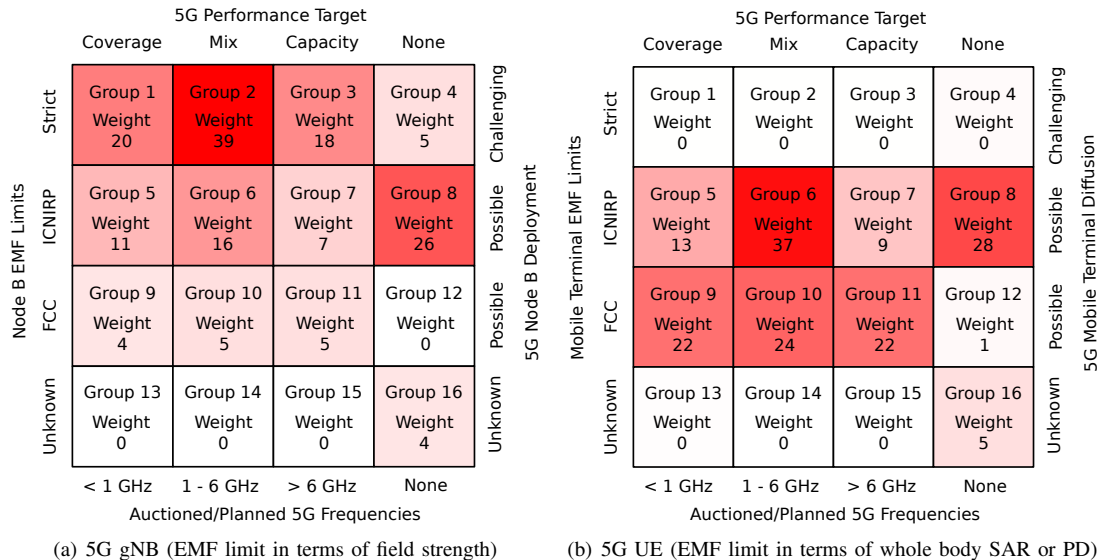 5G Performance Target
Coverage Mix Capacity None
Node B EMF Limits
Strict
ICNIRP
FCC
Unknown
Group 1 Group 2 Group 3 Group 4
Weight Weight Weight Weight
20 39 18 5
Group 5 Group 6 Group 7 Group 8
Weight Weight Weight Weight
11 16 7 26
Group 9 Group 10 Group 11 Group 12
Weight Weight Weight Weight
4 5 5 0
Group 13 Group 14 Group 15 Group 16
Weight Weight Weight Weight
0 0 0 4
Challenging
Possible
Possible
Unknown
5G Node B Deployment
< 1 GHz 1 - 6 GHz > 6 GHz None
Auctioned/Planned 5G Frequencies
(a) 5G gNB (EMF limit in terms of field strength)
5G Performance Target
Coverage Mix Capacity None
Mobile Terminal EMF Limits
Strict
ICNIRP
FCC
Unknown
Group 1 Group 2 Group 3 Group 4
Weight Weight Weight Weight
0 0 0 0
Group 5 Group 6 Group 7 Group 8
Weight Weight Weight Weight
13 37 9 28
Group 9 Group 10 Group 11 Group 12
Weight Weight Weight Weight
22 24 22 1
Group 13 Group 14 Group 15 Group 16
Weight Weight Weight Weight
0 0 0 5
Challenging
Possible
Possible
Unknown
5G Mobile Terminal Diffusion
< 1 GHz 1 - 6 GHz > 6 GHz None
Auctioned/Planned 5G Frequencies
(b) 5G UE (EMF limit in terms of whole body SAR or PD)